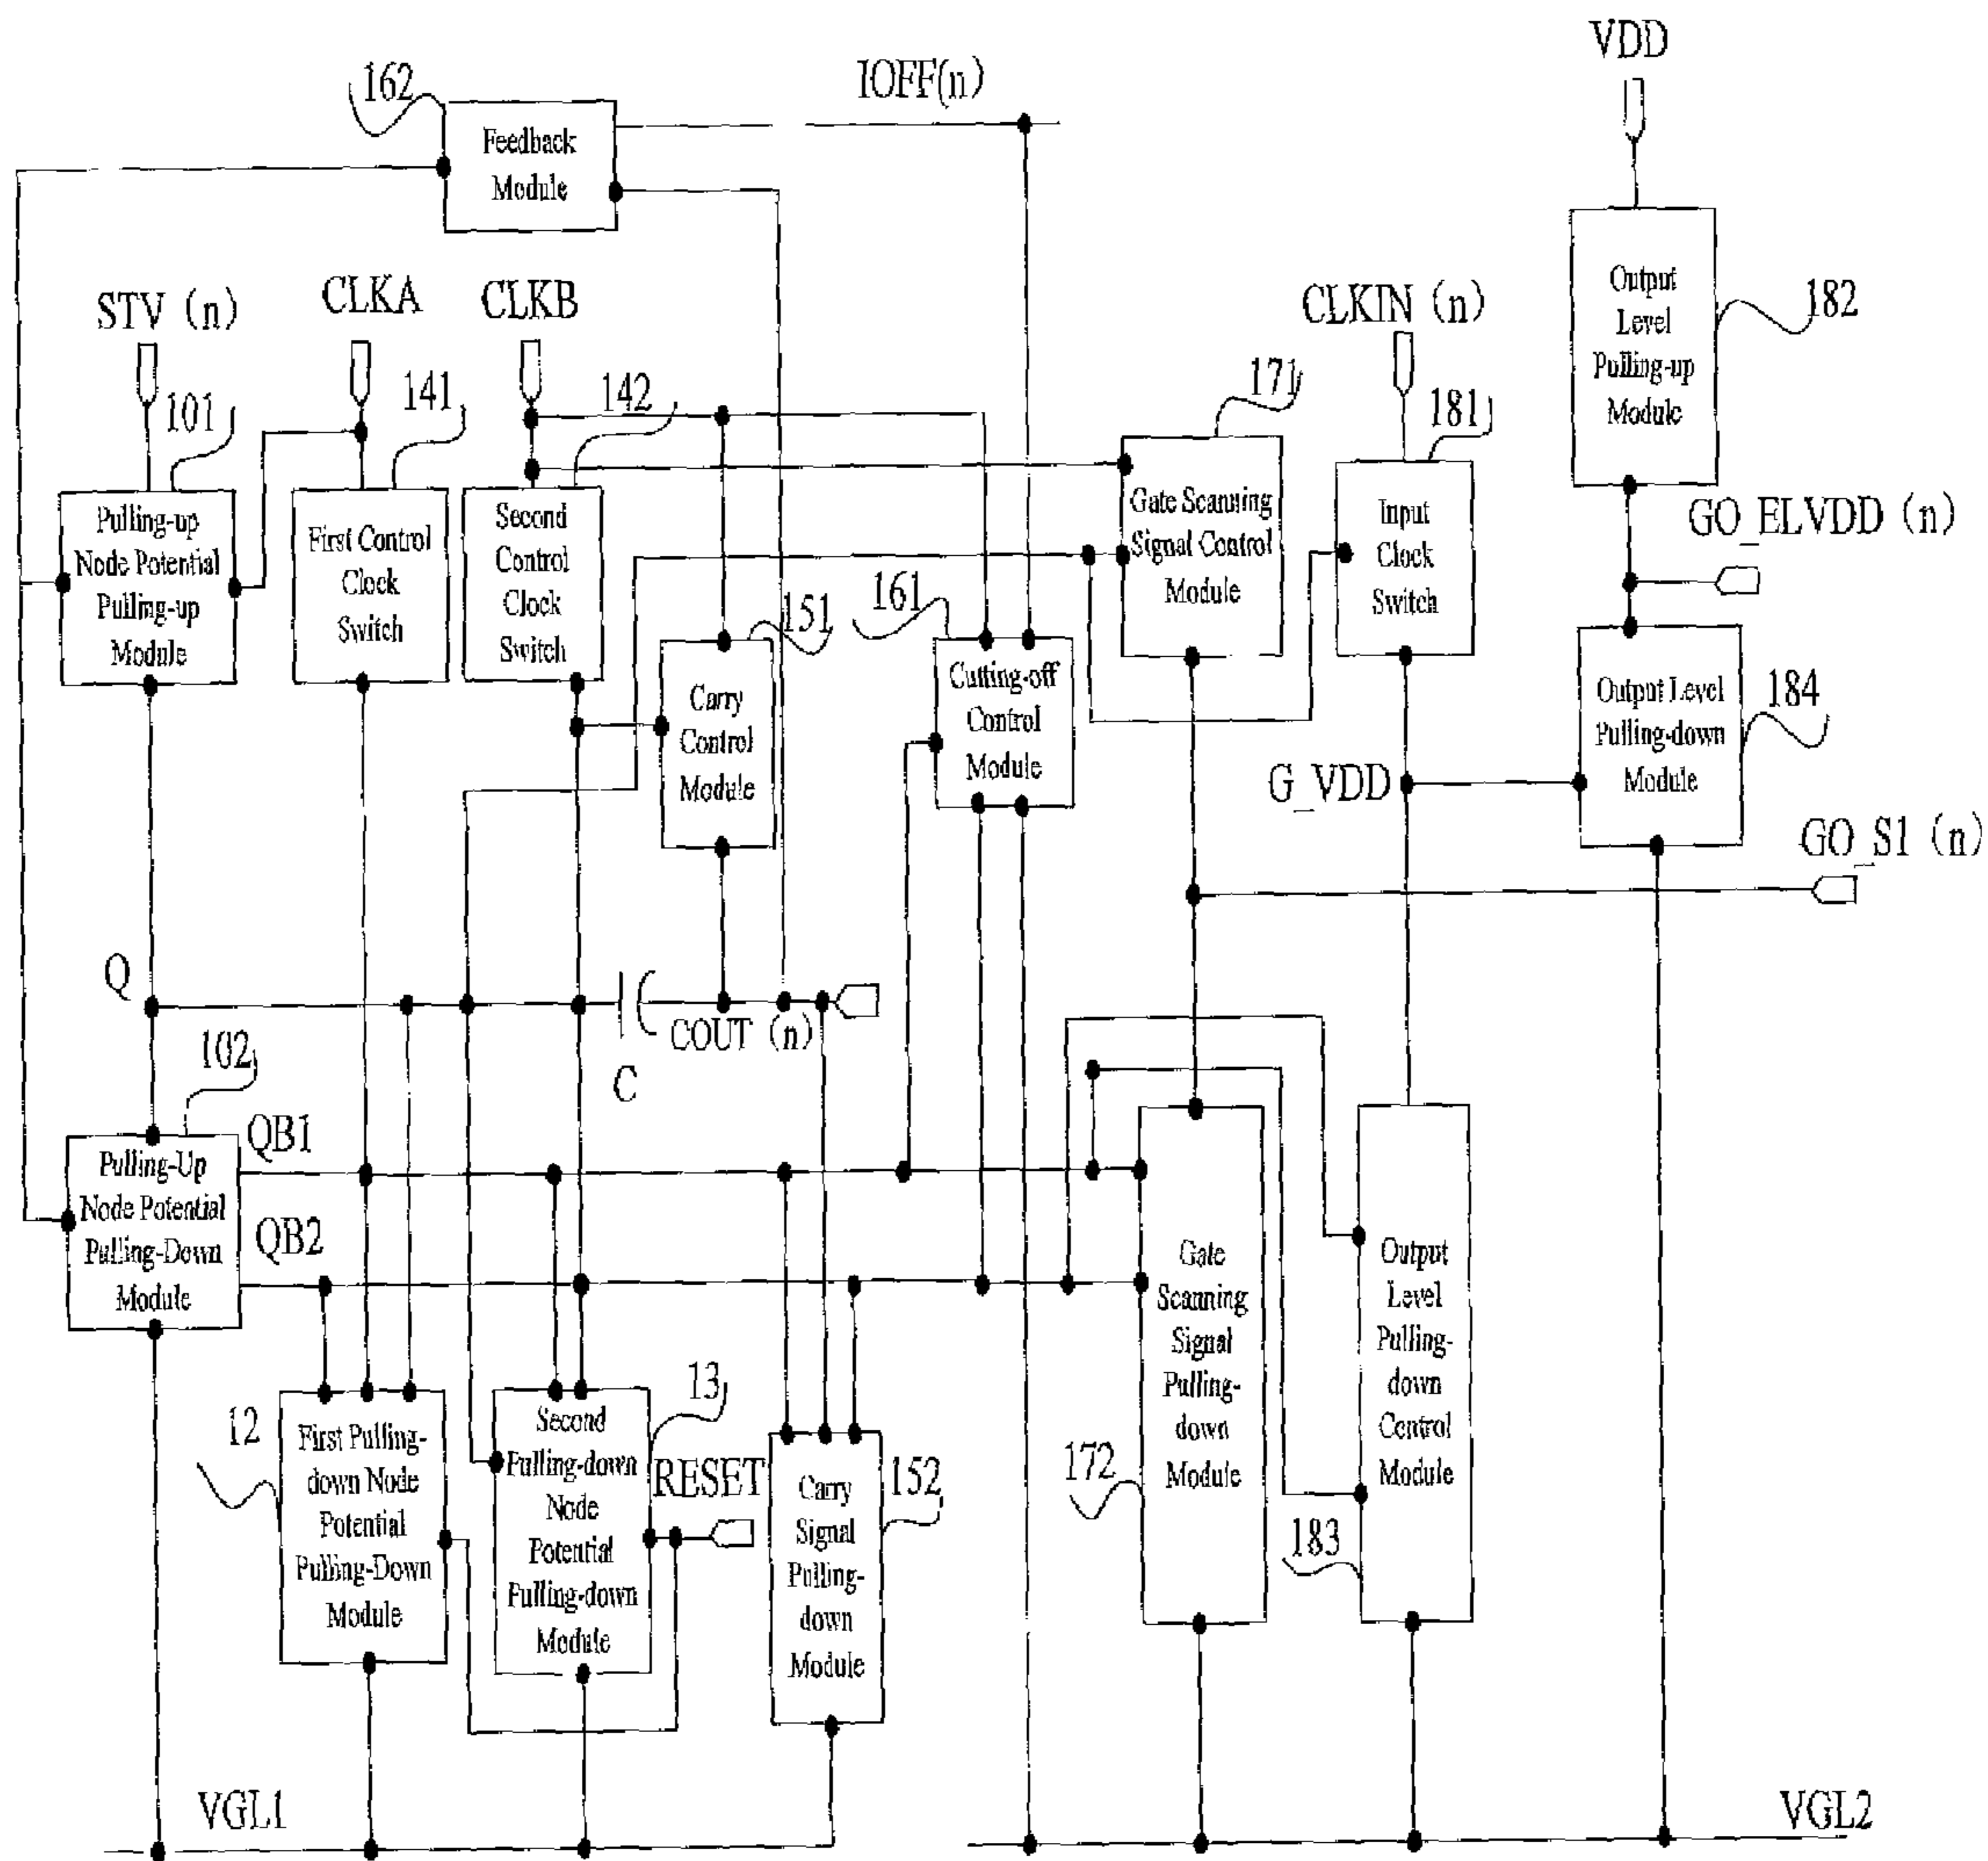 VDD
162
IOFF(n)
Feedback
Module
STV (n)
CLKA
CLKB
CLKIN (n)
Output
Level
Pulling-up
Module
182
101
141
142
171
181
GO_ELVDD (n)
Pulling-up
Node Potential
Pulling-up
Module
First Control
Clock
Switch
Second
Control
Clock
Switch
Gate Scanning
Signal Control
Module
Input
Clock
Switch
151
161
Carry
Control
Module
Cutting-off
Control
Module
Output Level
Pulling-down
Module
184
G_VDD
GO_S1 (n)
Q
COUT (n)
C
102
QB1
QB2
Pulling-Up
Node Potential
Pulling-Down
Module
Gate
Scanning
Signal
Pulling-
down
Module
Output
Level
Pulling-
down
Control
Module
12
First Pulling-
down Node
Potential
Pulling-Down
Module
Second
Fulling-down
Node
Potential
Fulling-down
Module
13
RESET
Carry
Signal
Pulling-
down
Module
152
172
183
VGL1
VGL2